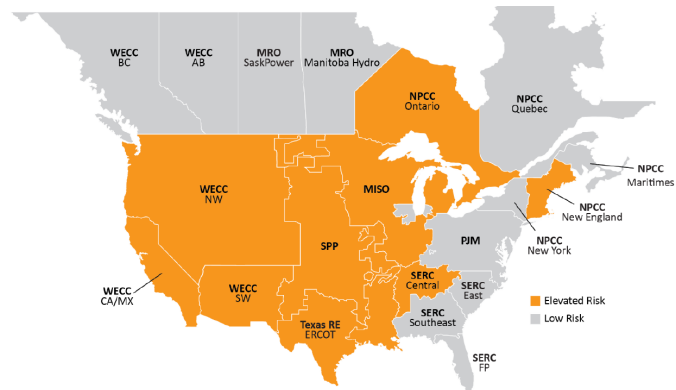 WECC
BC
WECC
AB
MRO
SaskPower
MRO
Manitoba Hydro
NPCC
Ontario
NPCC
Quebec
NPCC
Maritimes
WECC
NW
MISO
NPCC
New England
SPP
PJM
NPCC
New York
WECC
CA/MX
WECC
SW
SERC
Central
SERC
East
Elevated Risk
Low Risk
Texas RE
ERCOT
SERC
Southeast
SERC
FP